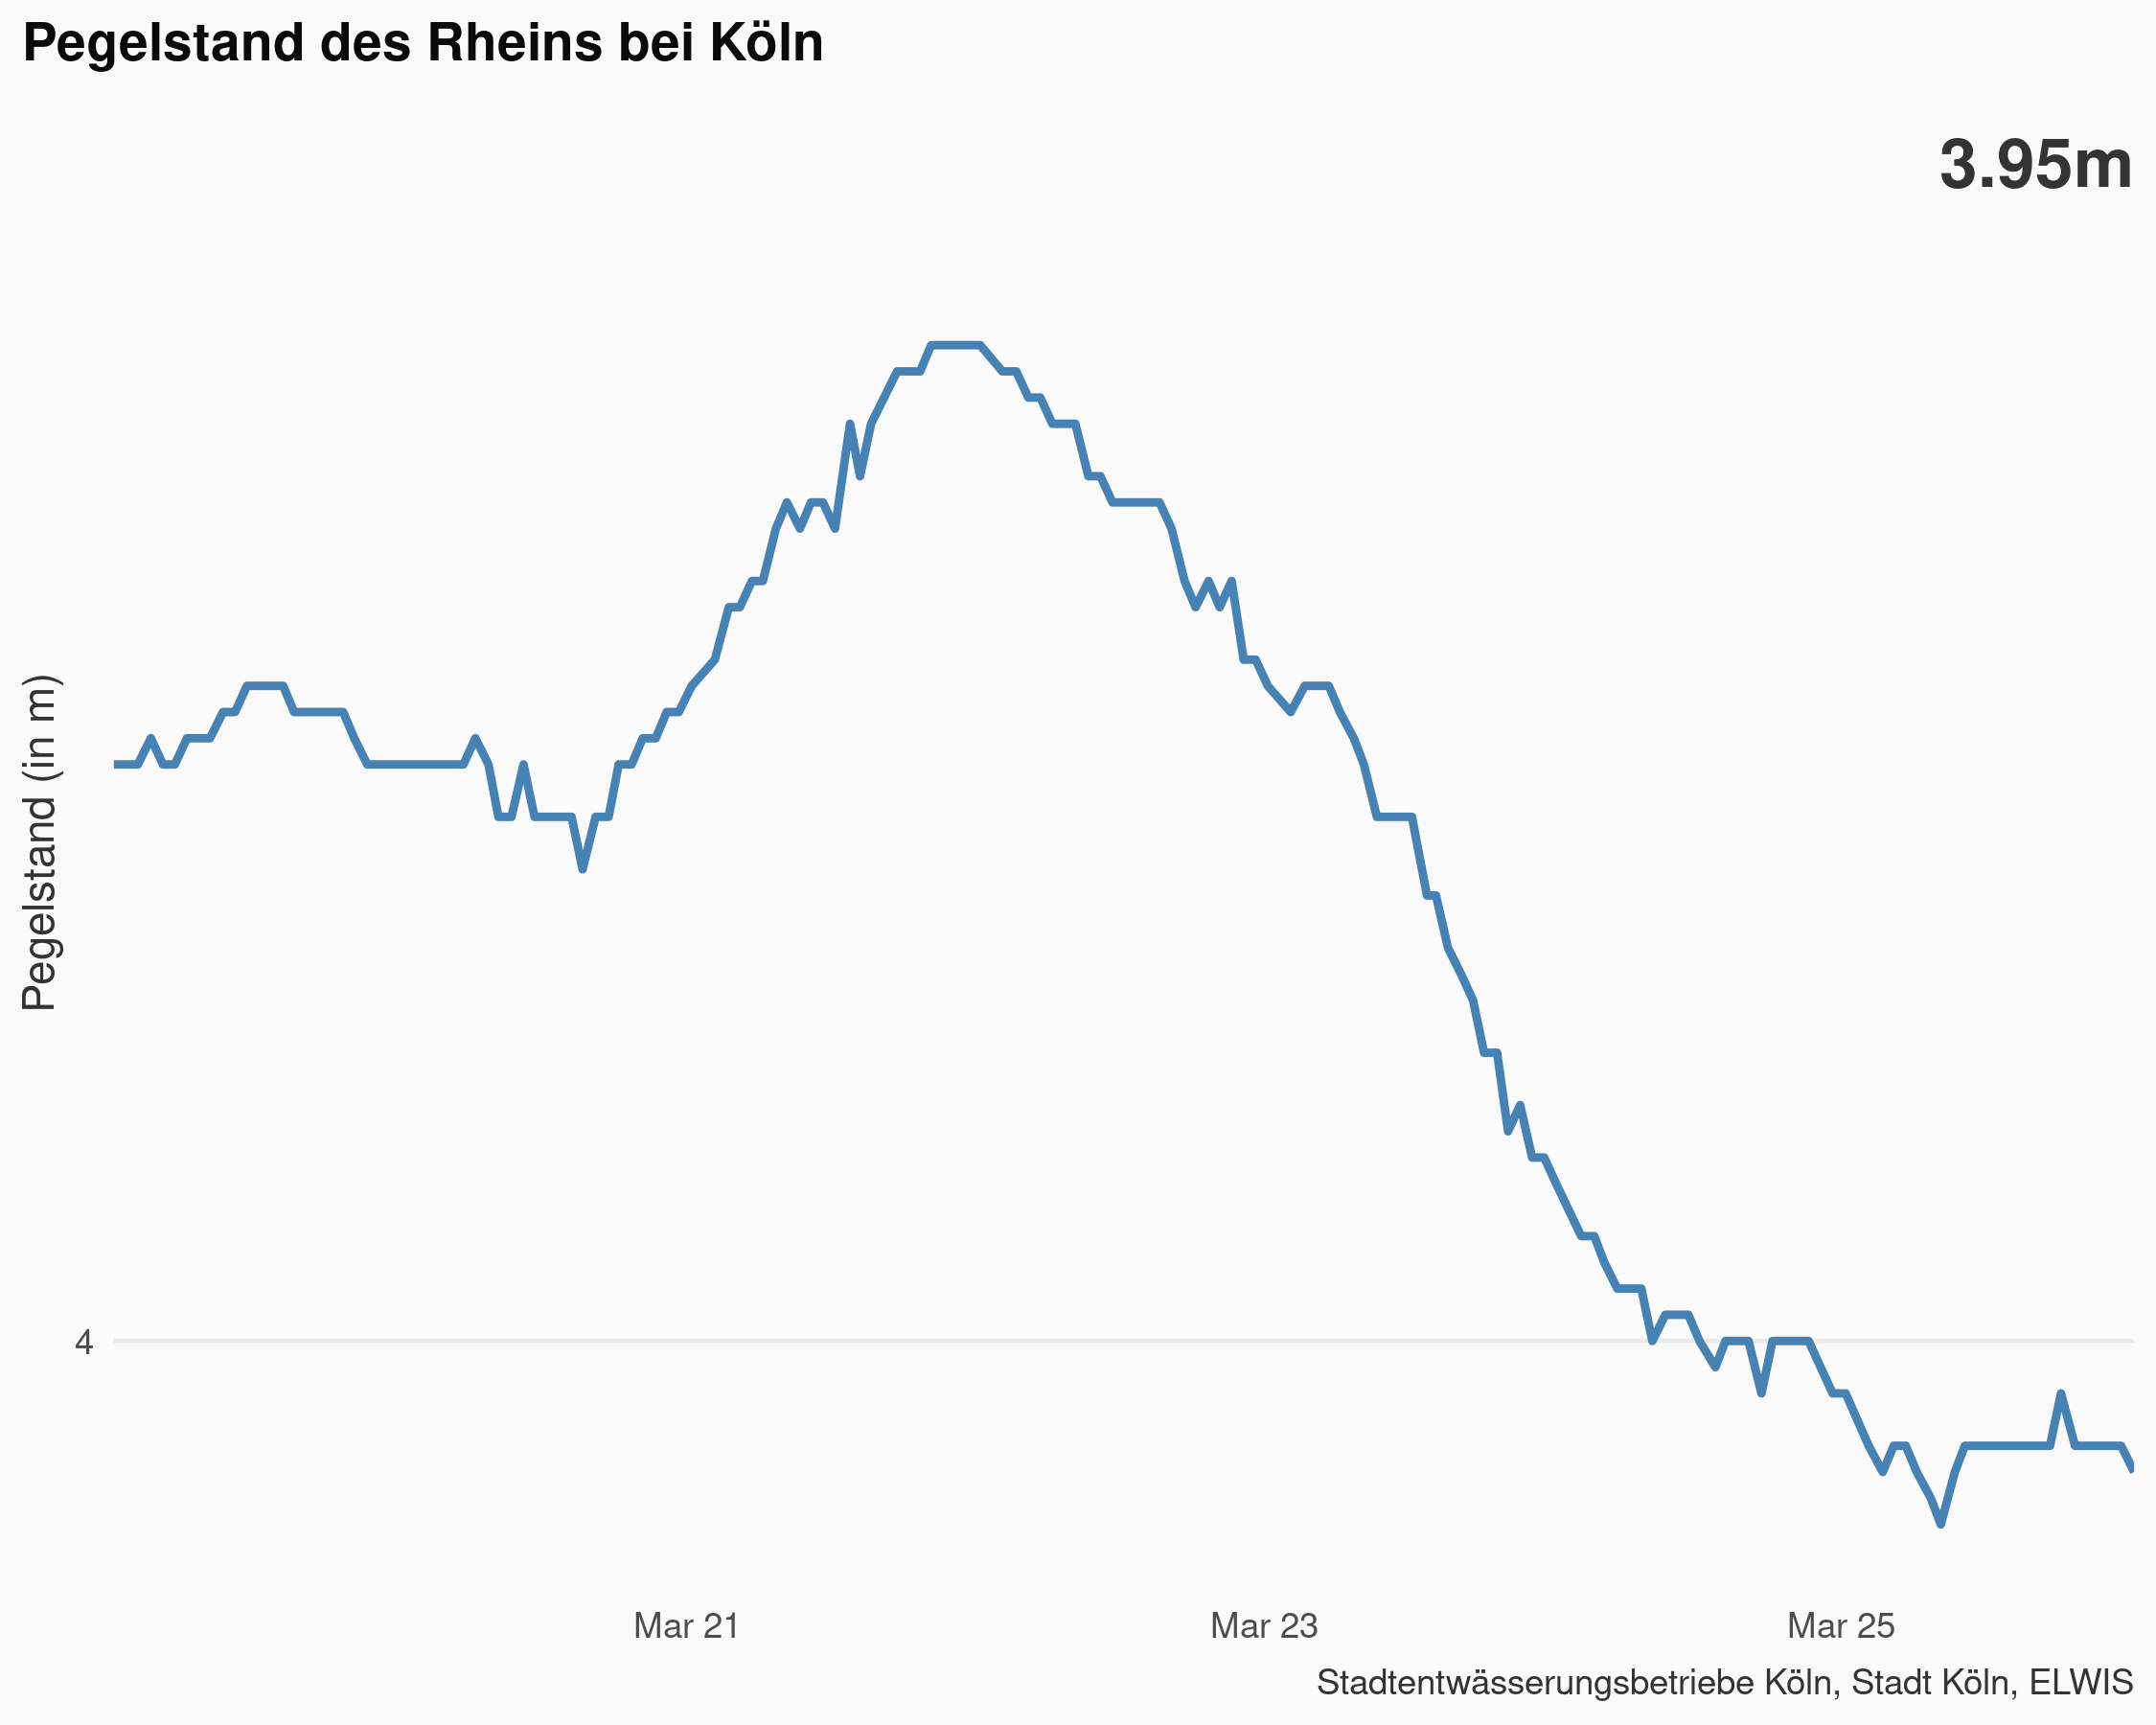 Pegelstand des Rheins bei Köln
3.95m
Pegelstand (in m)
4
Mar 21
Mar 23
Mar 25
Stadtentwässerungsbetriebe Köln, Stadt Köln, ELWIS